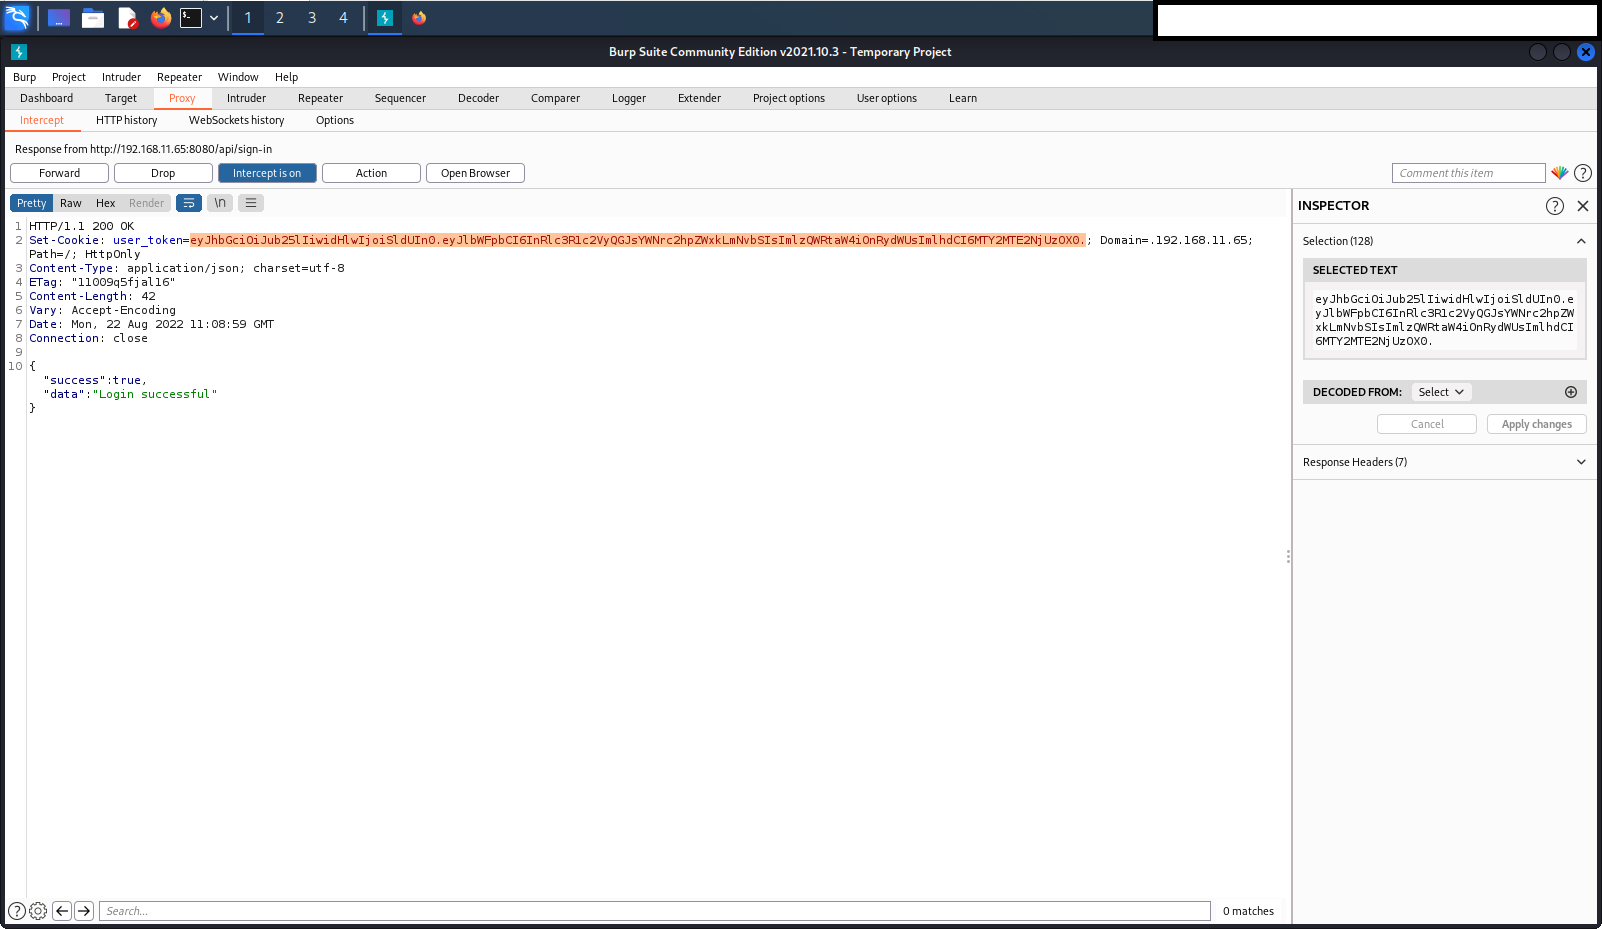 1 2 3 4
Burp Suite Community Edition v2021.10.3 - Temporary Project
Burp Project Intruder Repeater Window Help
Dashboard Target Proxy Intruder Repeater Sequencer Decoder Comparer Logger Extender Project options User options Learn
Intercept HTTP history WebSockets history Options
Response from http://192.168.11.65:8080/api/sign-in
Forward Drop Intercept is on Action Open Browser Comment this item ?
Pretty Raw Hex Render \n
1 HTTP/1.1 200 OK
2 Set-Cookie: user_token=eyJhbGciOiJub25lIiwidHlwIjoiSldUIn0.eyJlbWFpbCI6InRlc3R1c2VyQGJsYWNrc2hpZWxkLmNvbSIsImlzQWRtaW4iOnRydWUsImlhdCI6MTY2MTE2NjUzOX0.; Domain=.192.168.11.65;
Path=/; HttpOnly
3 Content-Type: application/json; charset=utf-8
4 ETag: "11009q5fjal16"
5 Content-Length: 42
6 Vary: Accept-Encoding
7 Date: Mon, 22 Aug 2022 11:08:59 GMT
8 Connection: close
9
10 {
"success":true,
"data":"Login successful"
}
INSPECTOR ?
Selection (128)
SELECTED TEXT
eyJhbGciOiJub25lIiwidHlwIjoiSldUIn0.e
yJlbWFpbCI6InRlc3R1c2VyQGJsYWNrc2hpZW
xkLmNvbSIsImlzQWRtaW4iOnRydWUsImlhdCI
6MTY2MTE2NjUzOX0.
DECODED FROM: Select
Cancel Apply changes
Response Headers (7)
? Search... 0 matches